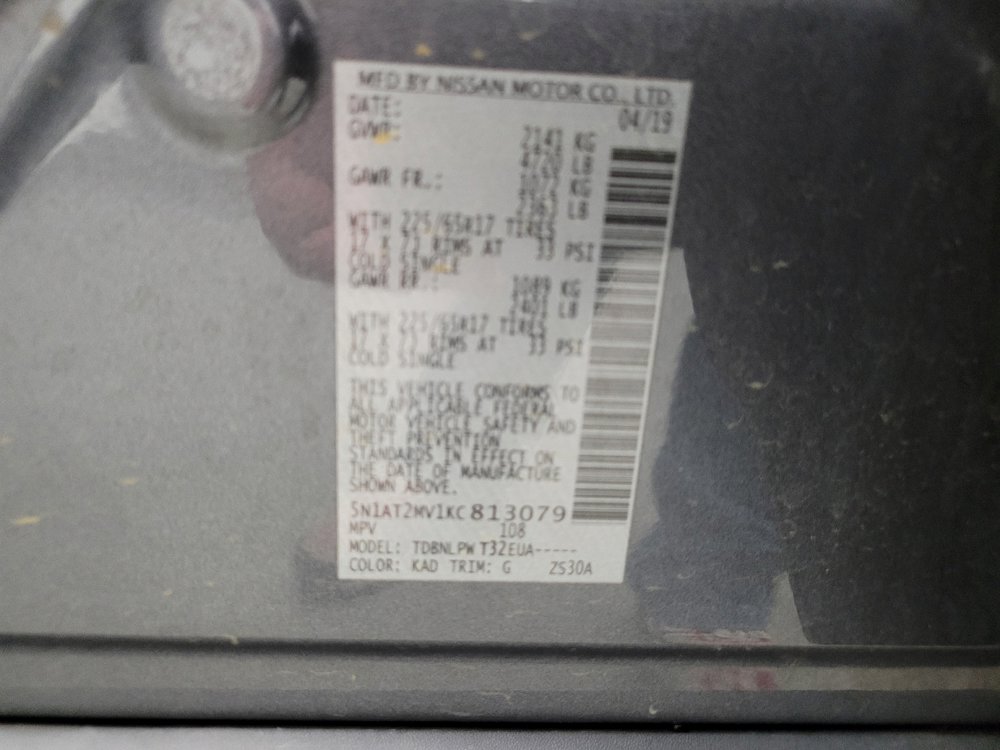 MFD BY NISSAN MOTOR CO., LTD.
DATE: 04/19
GVWR: 2141 KG
4720 LB
GAWR FR.: 1072 KG
2363 LB
WITH 225/65R17 TIRES
17 X 7J RIMS AT 33 PSI
COLD SINGLE
GAWR RR.: 1089 KG
2401 LB
WITH 225/65R17 TIRES
17 X 7J RIMS AT 33 PSI
COLD SINGLE
THIS VEHICLE CONFORMS TO
ALL APPLICABLE FEDERAL
MOTOR VEHICLE SAFETY AND
THEFT PREVENTION
STANDARDS IN EFFECT ON
THE DATE OF MANUFACTURE
SHOWN ABOVE.
5N1AT2MV1KC813079
MPV 108
MODEL: TDBNLPW T32EUA-----
COLOR: KAD TRIM: G ZS30A